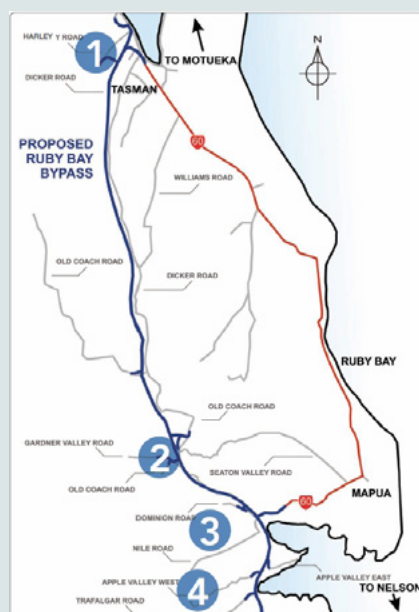 HARLEY Y ROAD
1
TO MOTUEKA
N
DICKER ROAD
TASMAN
PROPOSED
RUBY BAY
BYPASS
60
WILLIAMS ROAD
OLD COACH ROAD
DICKER ROAD
RUBY BAY
OLD COACH ROAD
GARDNER VALLEY ROAD
2
OLD COACH ROAD
SEATON VALLEY ROAD
MAPUA
60
DOMINION ROAD
3
NILE ROAD
APPLE VALLEY WEST
4
APPLE VALLEY EAST
TO NELSON
TRAFALGAR ROAD